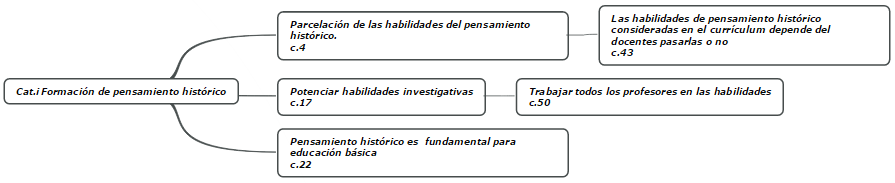 Cat.i Formación de pensamiento histórico
Parcelación de las habilidades del pensamiento
histórico.
c.4
Las habilidades de pensamiento histórico
consideradas en el currículum depende del
docentes pasarlas o no
c.43
Potenciar habilidades investigativas
c.17
Trabajar todos los profesores en las habilidades
c.50
Pensamiento histórico es fundamental para
educación básica
c.22